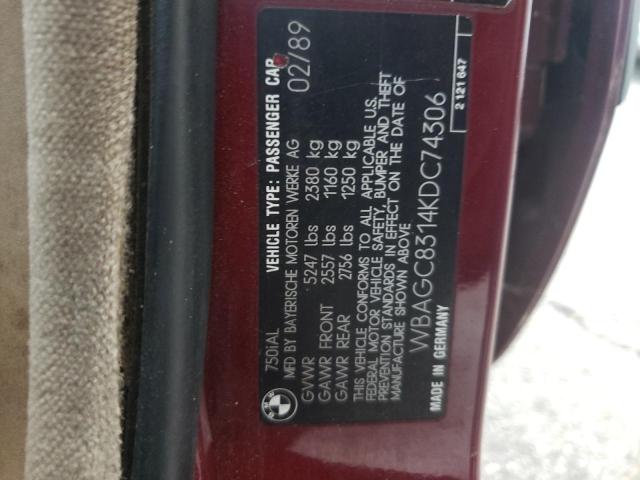 750iAL VEHICLE TYPE: PASSENGER CAR
MFD BY BAYERISCHE MOTOREN WERKE AG 02/89
GVWR 5247 lbs 2380 kg
GAWR FRONT 2557 lbs 1160 kg
GAWR REAR 2756 lbs 1250 kg
THIS VEHICLE CONFORMS TO ALL APPLICABLE U.S.
FEDERAL MOTOR VEHICLE SAFETY, BUMPER AND THEFT
PREVENTION STANDARDS IN EFFECT ON THE DATE OF
MANUFACTURE SHOWN ABOVE
WBAGC8314KDC74306
BMW
MADE IN GERMANY 2 121 647